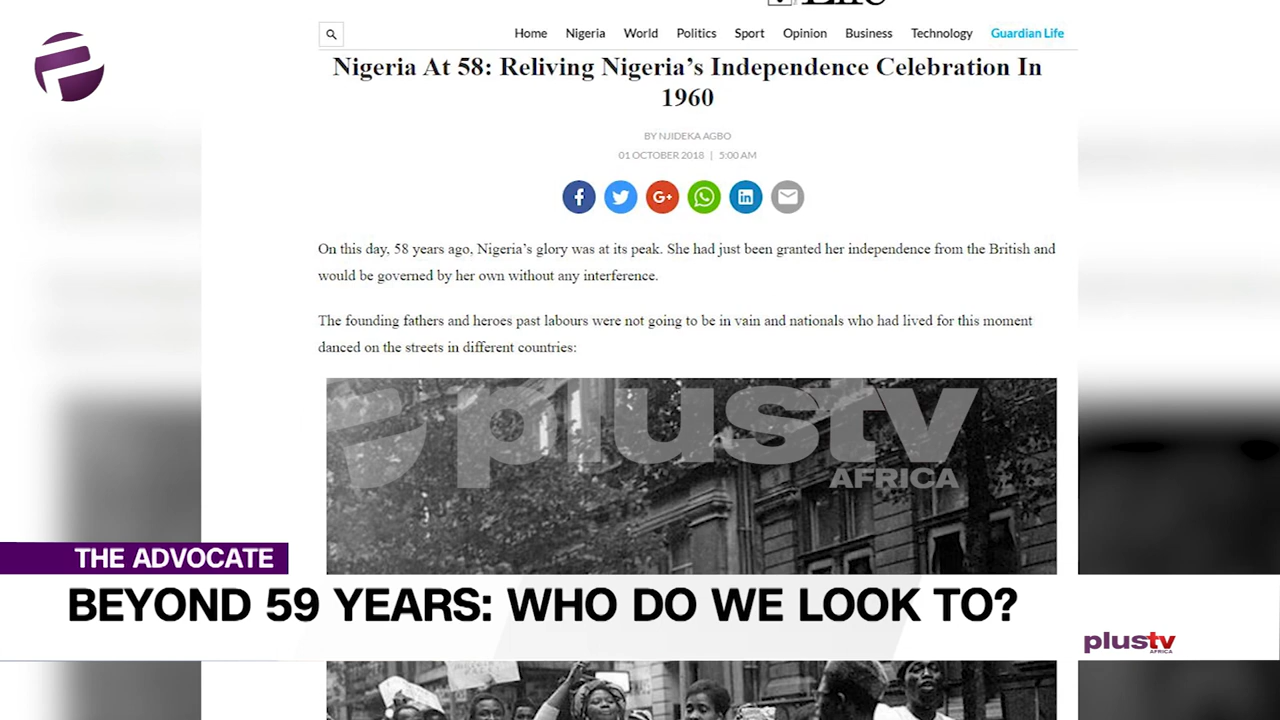 Life
Home Nigeria World Politics Sport Opinion Business Technology Guardian Life
Nigeria At 58: Reliving Nigeria's Independence Celebration In
1960
BY NJIDEKA AGBO
01 OCTOBER 2018 | 5:00 AM
On this day, 58 years ago, Nigeria's glory was at its peak. She had just been granted her independence from the British and
would be governed by her own without any interference.
The founding fathers and heroes past labours were not going to be in vain and nationals who had lived for this moment
danced on the streets in different countries:
plustv
AFRICA
THE ADVOCATE
BEYOND 59 YEARS: WHO DO WE LOOK TO?
plustv
AFRICA